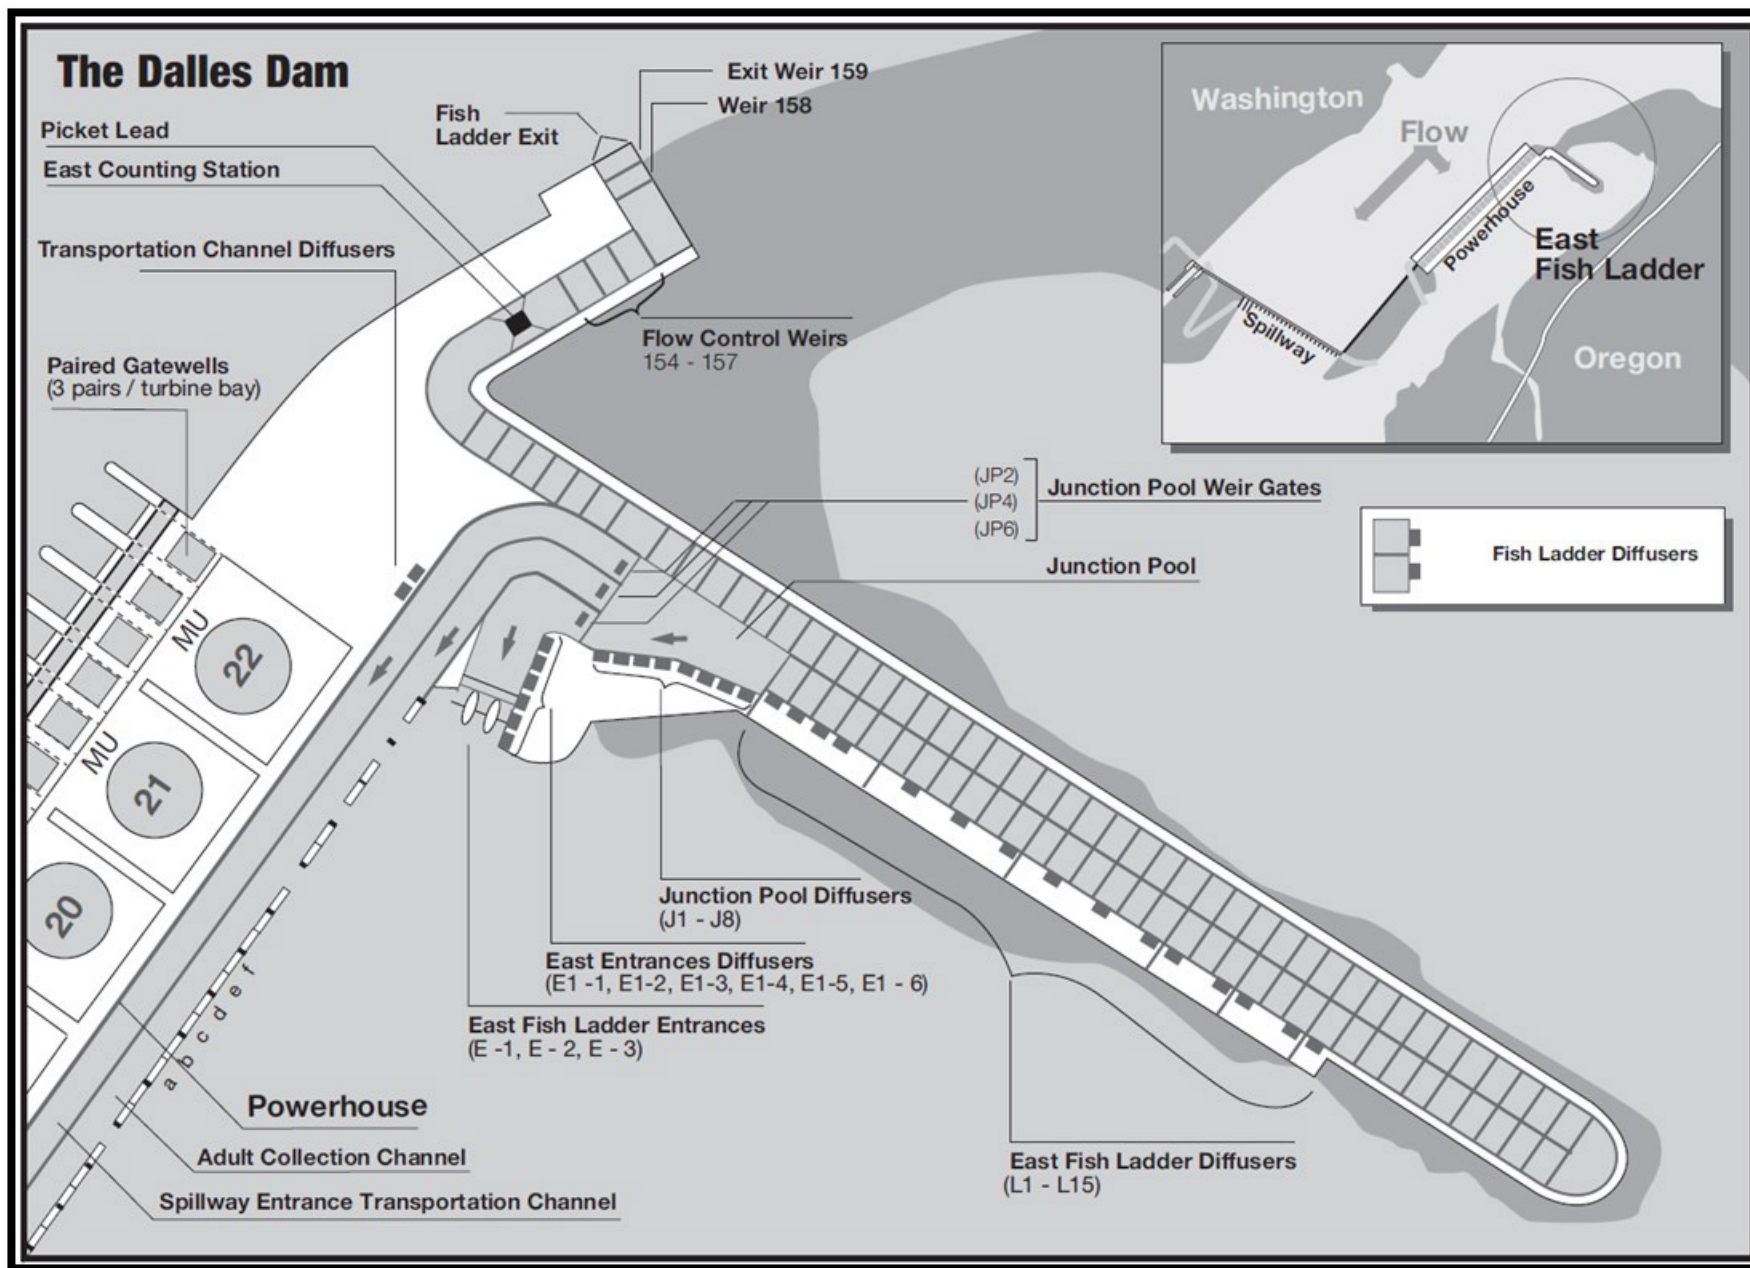 The Dalles Dam
Picket Lead
East Counting Station
Transportation Channel Diffusers
Paired Gatewells
(3 pairs / turbine bay)
Fish
Ladder Exit
Exit Weir 159
Weir 158
Flow Control Weirs
154 - 157
(JP2)
(JP4)
(JP6)
Junction Pool Weir Gates
Junction Pool
Washington
Flow
Powerhouse
East
Fish Ladder
Spillway
Oregon
Fish Ladder Diffusers
MU
22
MU
21
20
a b c d e f
Junction Pool Diffusers
(J1 - J8)
East Entrances Diffusers
(E1 -1, E1-2, E1-3, E1-4, E1-5, E1 - 6)
East Fish Ladder Entrances
(E -1, E - 2, E - 3)
Powerhouse
Adult Collection Channel
Spillway Entrance Transportation Channel
East Fish Ladder Diffusers
(L1 - L15)